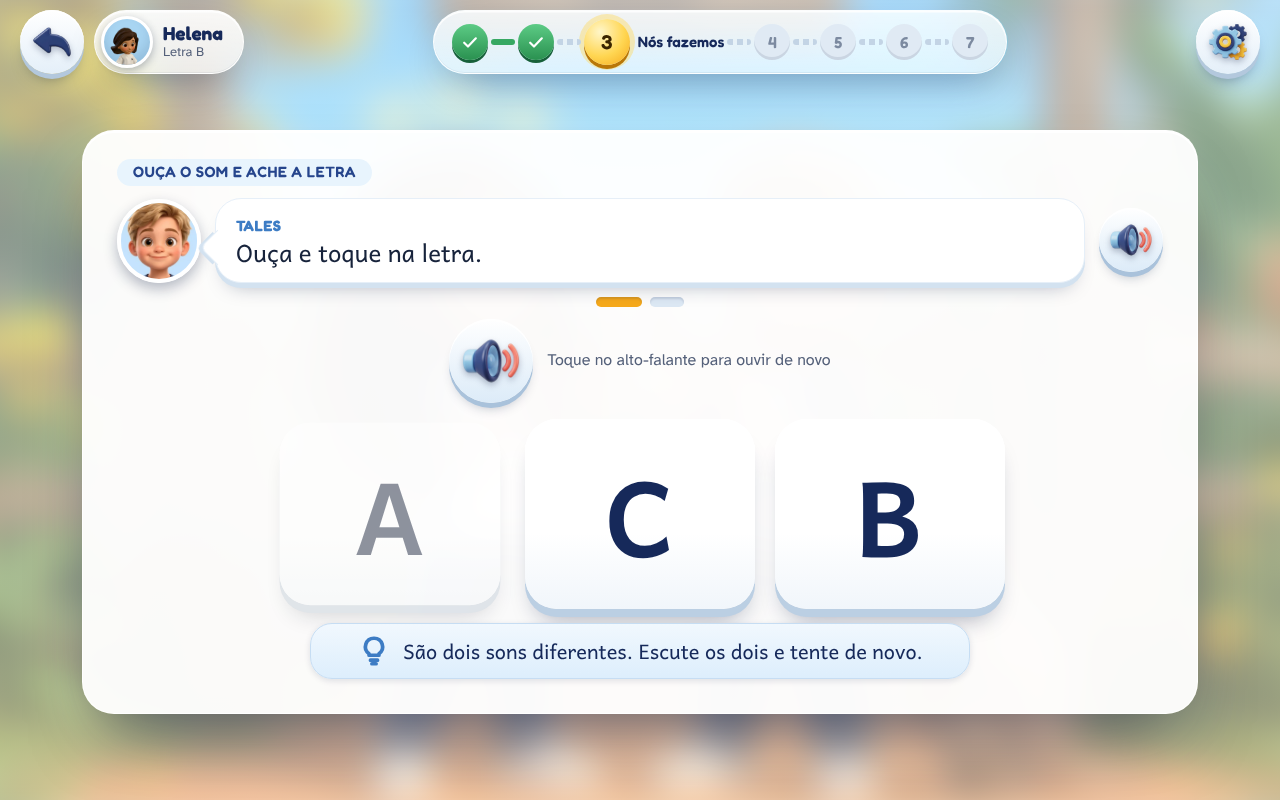 Helena
Letra B
3
Nós fazemos
4
5
6
7
OUÇA O SOM E ACHE A LETRA
TALES
Ouça e toque na letra.
Toque no alto-falante para ouvir de novo
A
C
B
São dois sons diferentes. Escute os dois e tente de novo.